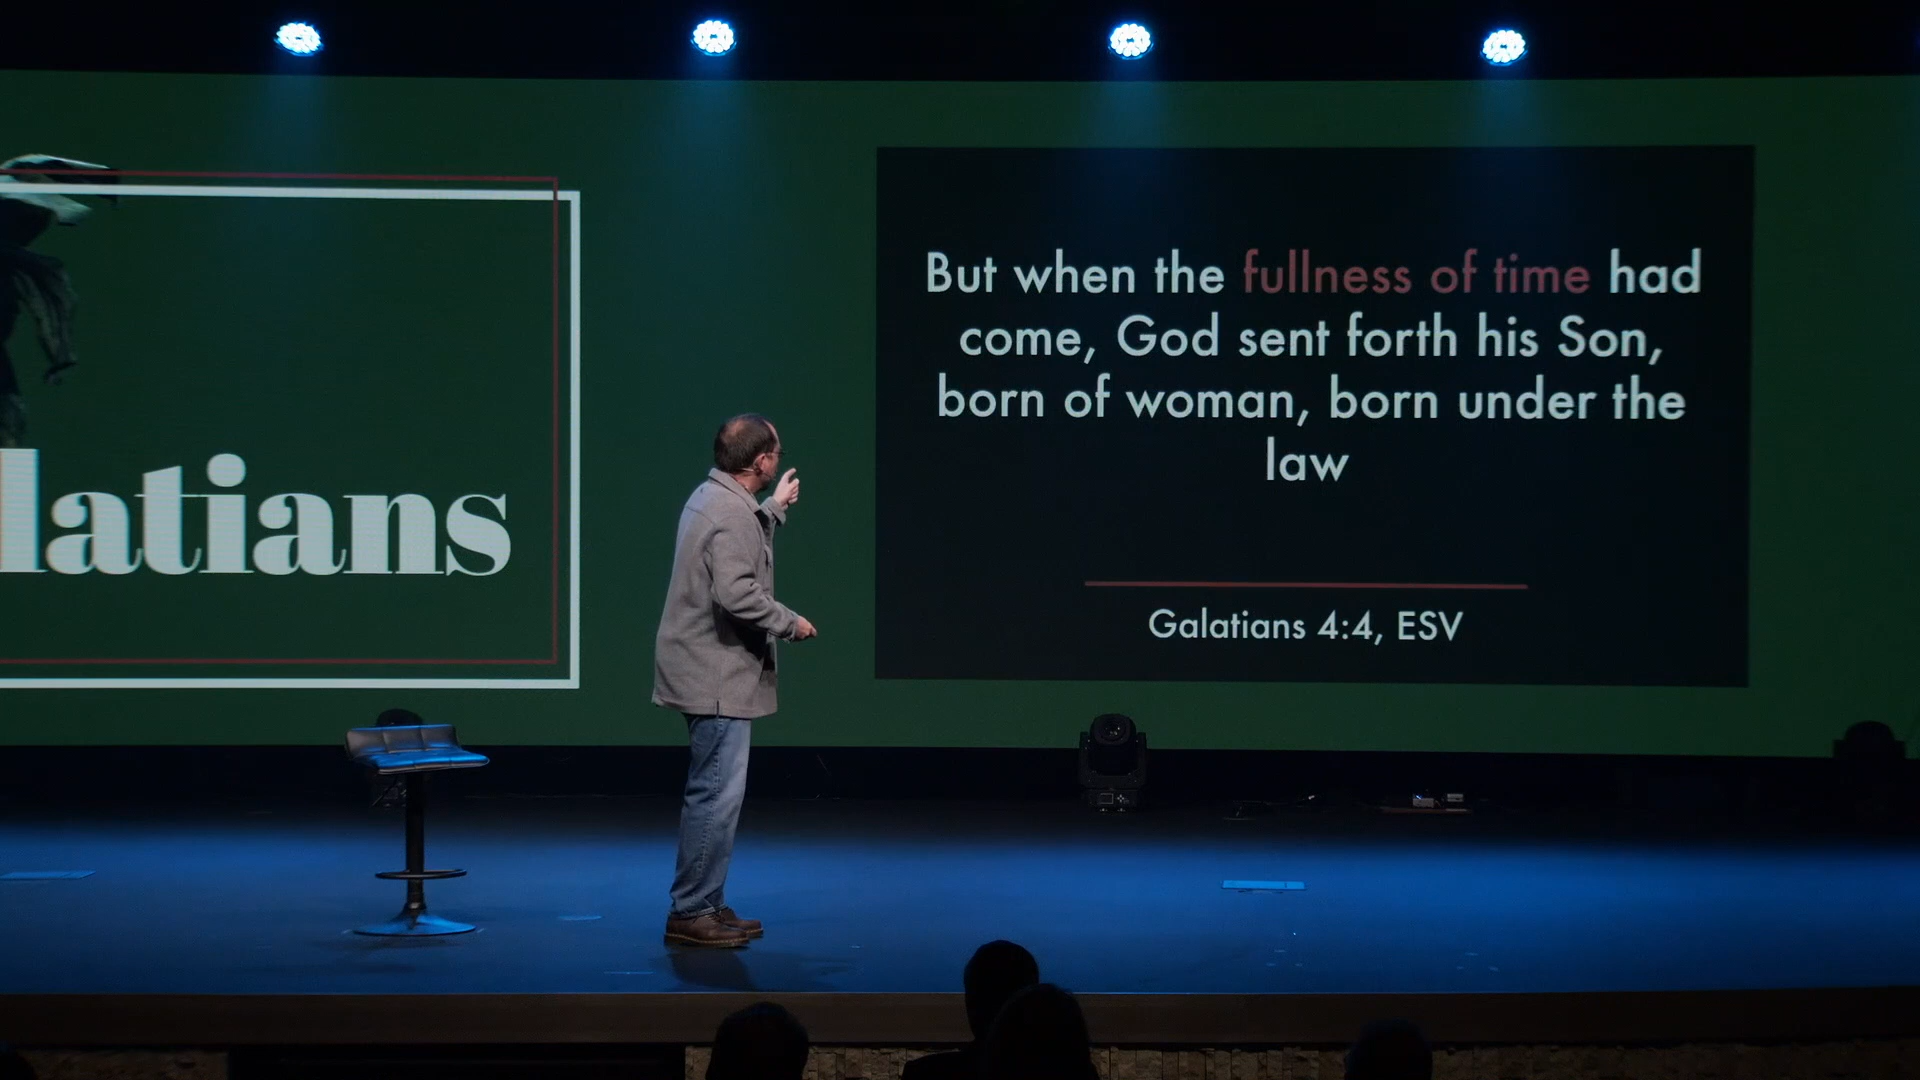 latians
But when the fullness of time had
come, God sent forth his Son,
born of woman, born under the
law
Galatians 4:4, ESV